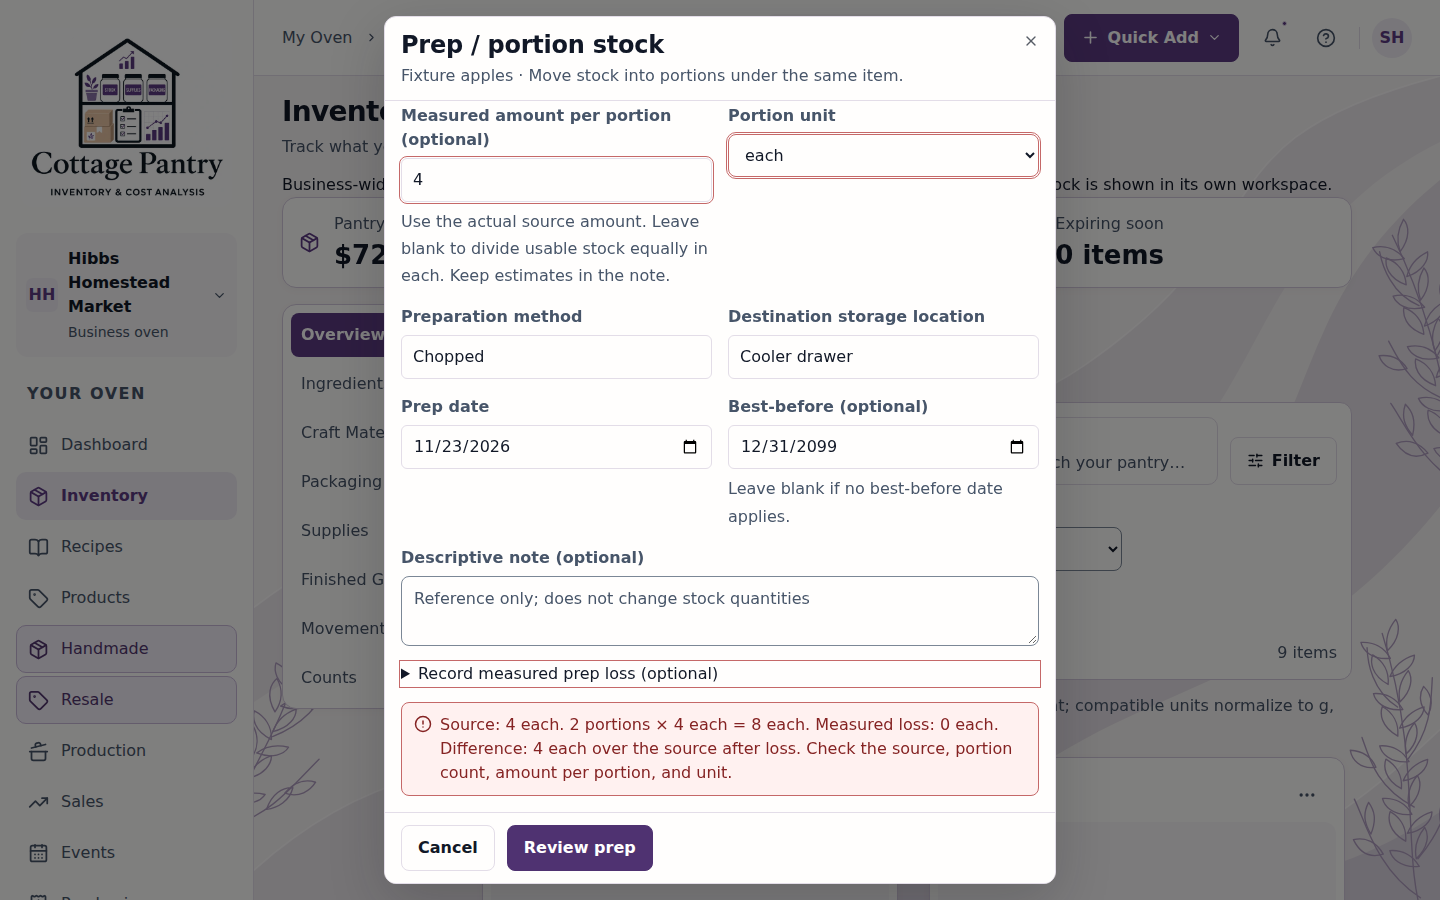 Cottage Pantry
INVENTORY & COST ANALYSIS
HH
Hibbs
Homestead
Market
Business oven
YOUR OVEN
Dashboard
Inventory
Recipes
Products
Handmade
Resale
Production
Sales
Events
My Oven
Quick Add
SH
Track what
Business-wid
ock is shown in its own workspace.
Pantry
$72
Expiring soon
0 items
Overview
Ingredient
Craft Mate
Packaging
Supplies
Finished G
Movement
Counts
ch your pantry…
Filter
9 items
nt; compatible units normalize to g,
Prep / portion stock
Fixture apples · Move stock into portions under the same item.
Measured amount per portion
(optional)
4
Use the actual source amount. Leave
blank to divide usable stock equally in
each. Keep estimates in the note.
Portion unit
each
Preparation method
Chopped
Destination storage location
Cooler drawer
Prep date
11/23/2026
Best-before (optional)
12/31/2099
Leave blank if no best-before date
applies.
Descriptive note (optional)
Reference only; does not change stock quantities
Record measured prep loss (optional)
Source: 4 each. 2 portions × 4 each = 8 each. Measured loss: 0 each.
Difference: 4 each over the source after loss. Check the source, portion
count, amount per portion, and unit.
Cancel
Review prep